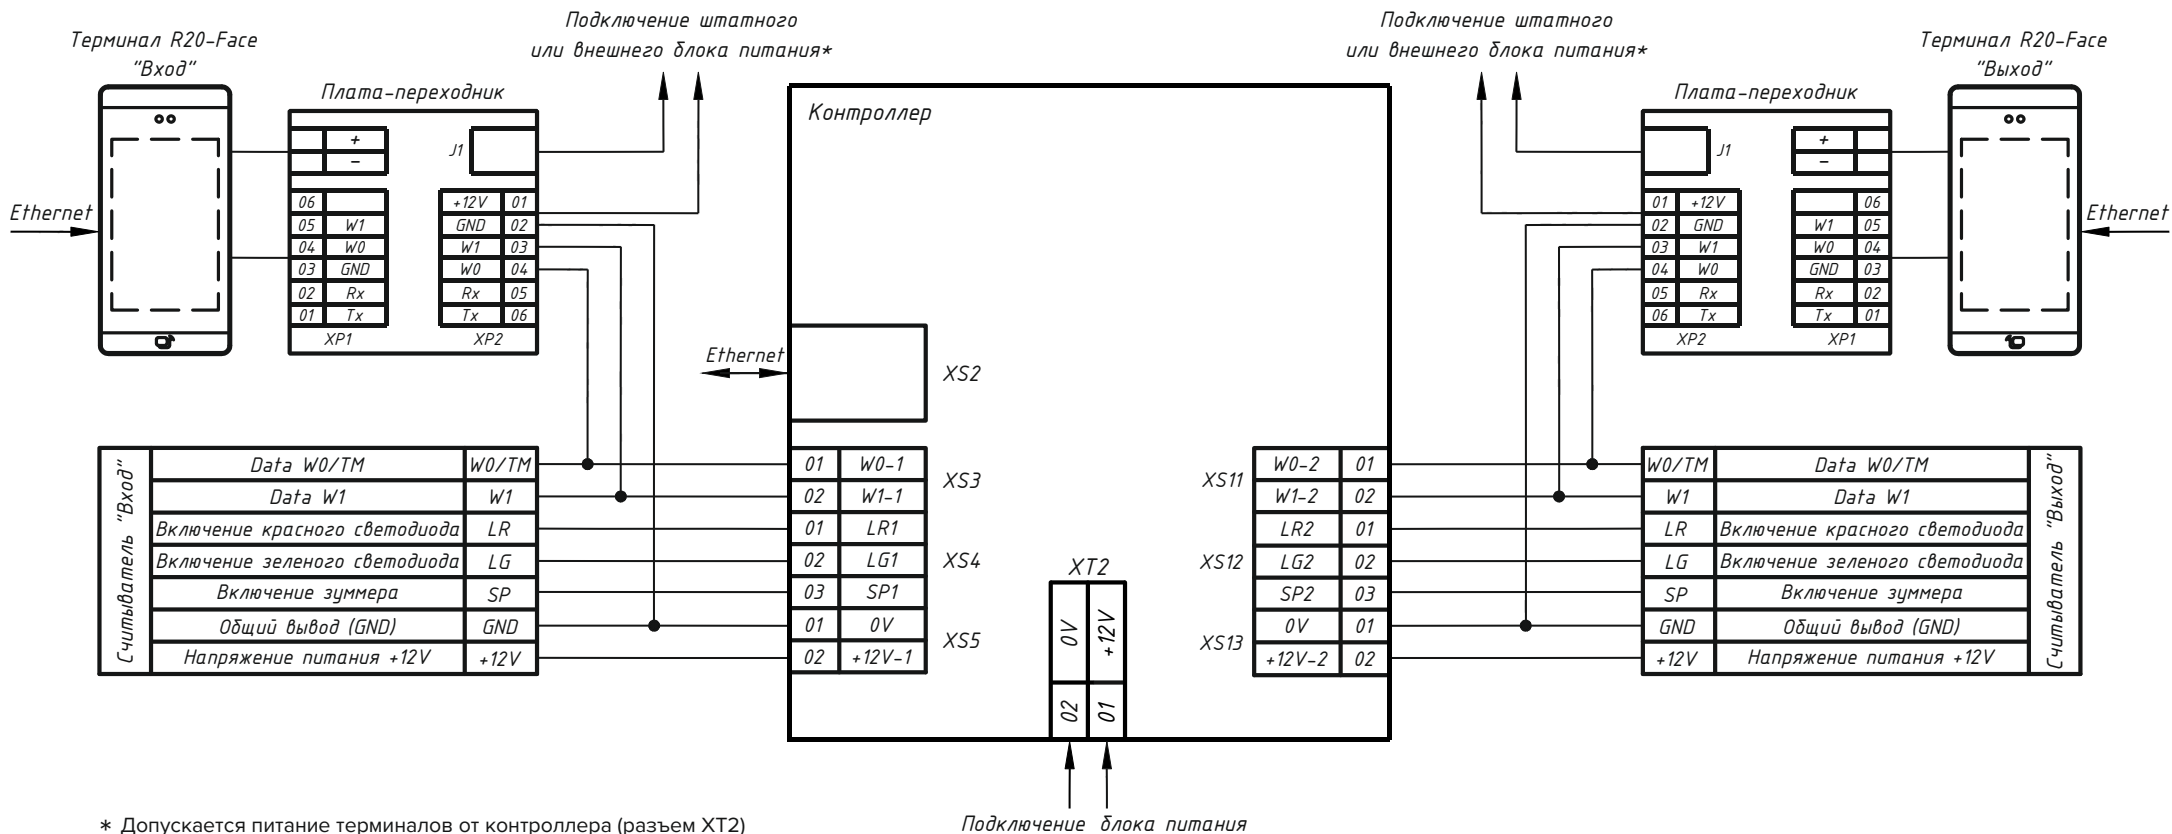 Подключение штатного
или внешнего блока питания*
Подключение штатного
или внешнего блока питания*
Терминал R20-Face
"Вход"
Терминал R20-Face
"Выход"
Плата-переходник
Плата-переходник
Контроллер
+
-
J1
J1
+
-
06
05 W1
04 W0
03 GND
02 Rx
01 Tx
XP1
+12V 01
GND 02
W1 03
W0 04
Rx 05
Tx 06
XP2
01 +12V
02 GND
03 W1
04 W0
05 Rx
06 Tx
XP2
06
W1 05
W0 04
GND 03
Rx 02
Tx 01
XP1
Ethernet
Ethernet
Ethernet
XS2
Считыватель "Вход"
Data W0/TM W0/TM
Data W1 W1
Включение красного светодиода LR
Включение зеленого светодиода LG
Включение зуммера SP
Общий вывод (GND) GND
Напряжение питания +12V +12V
01 W0-1
02 W1-1
XS3
01 LR1
02 LG1
03 SP1
XS4
01 0V
02 +12V-1
XS5
XT2
0V +12V
02 01
XS11
W0-2 01
W1-2 02
XS12
LR2 01
LG2 02
SP2 03
XS13
0V 01
+12V-2 02
W0/TM Data W0/TM
W1 Data W1
LR Включение красного светодиода
LG Включение зеленого светодиода
SP Включение зуммера
GND Общий вывод (GND)
+12V Напряжение питания +12V
Считыватель "Выход"
* Допускается питание терминалов от контроллера (разъем XT2)
Подключение блока питания